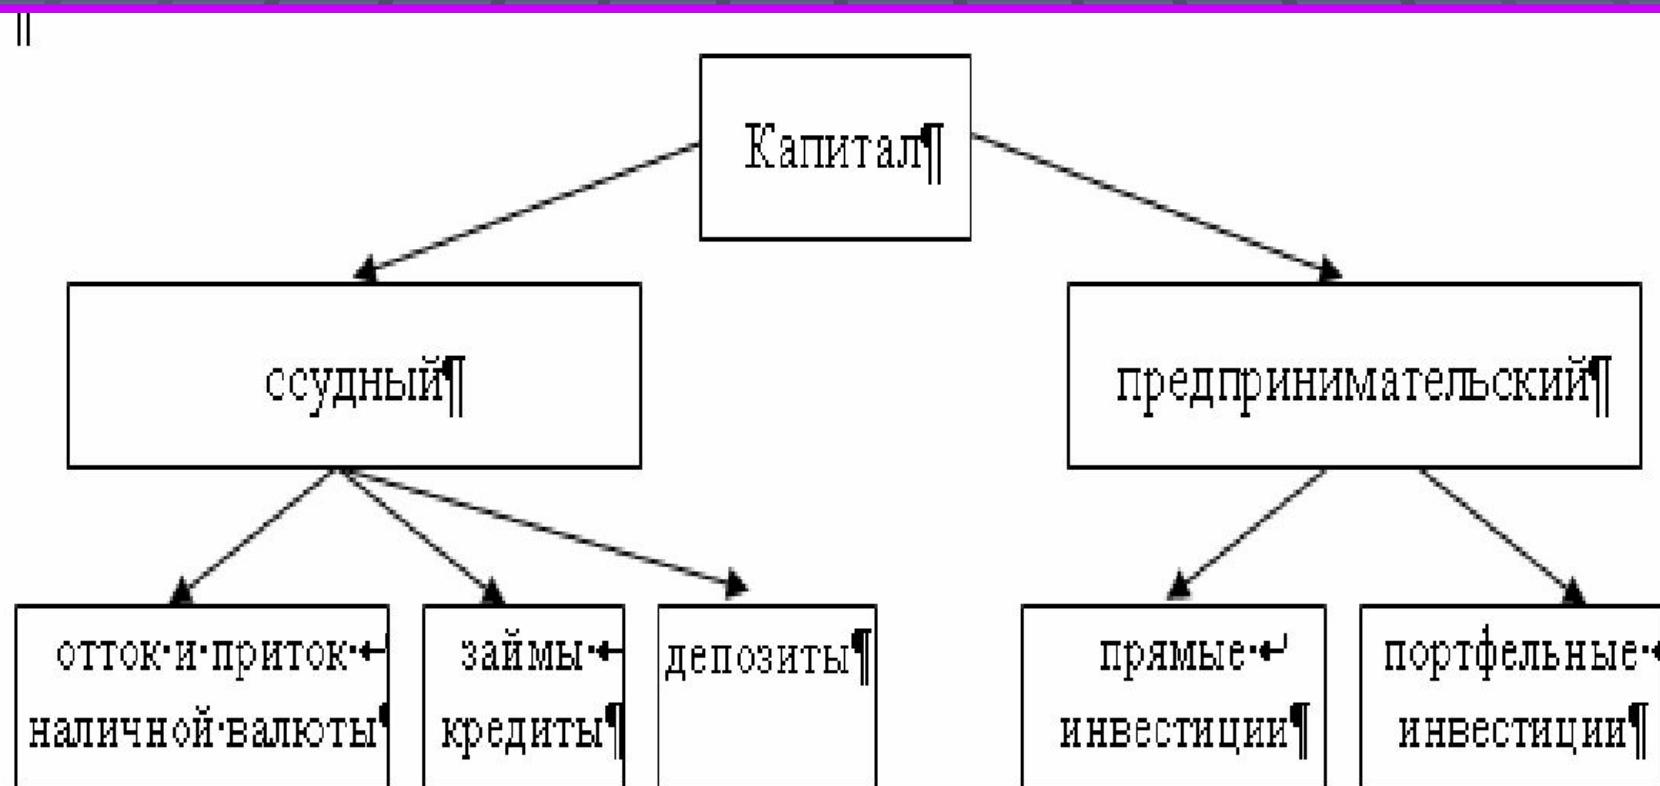 Капитал¶
ссудный¶
предпринимательский¶
отток·и·приток·↵
наличной·валюты¶
займы·↵
кредиты¶
депозиты¶
прямые·↵
инвестиции¶
портфельные·↵
инвестиции¶